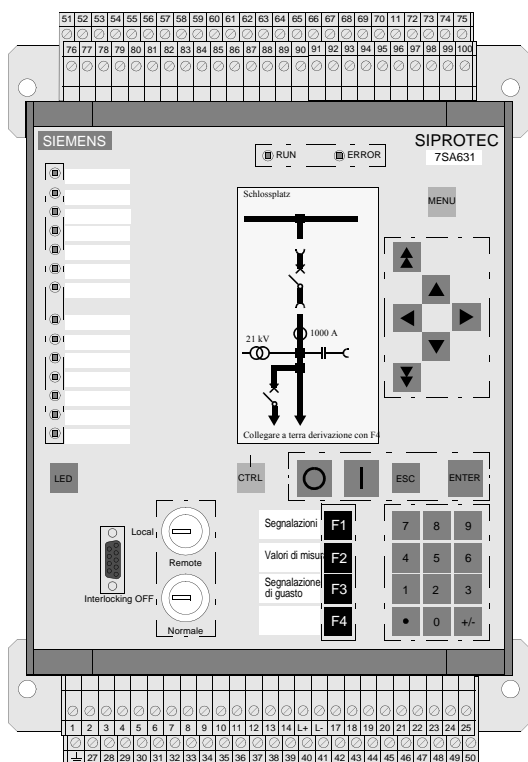 51 52 53 54 55 56 57 58 59 60 61 62 63 64 65 66 67 68 69 70 11 72 73 74 75
76 77 78 79 80 81 82 83 84 85 86 87 88 89 90 91 92 93 94 95 96 97 98 99 100
SIEMENS
SIPROTEC
7SA631
RUN
ERROR
Schlossplatz
MENU
21 kV
1000 A
Collegare a terra derivazione con F4
LED
CTRL
ESC
ENTER
Local
Remote
Interlocking OFF
Normale
Segnalazioni F1
Valori di misur F2
Segnalazione F3
di guasto
F4
7 8 9
4 5 6
1 2 3
• 0 +/-
1 2 3 4 5 6 7 8 9 10 11 12 13 14 L+ L- 17 18 19 20 21 22 23 24 25
27 28 29 30 31 32 33 34 35 36 37 38 39 40 41 42 43 44 45 46 47 48 49 50